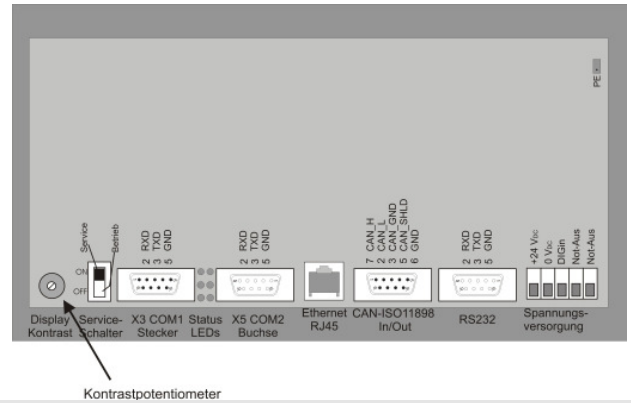 PE
Service
Betrieb
ON
OFF
2 RXD
3 TXD
5 GND
2 RXD
3 TXD
5 GND
7 CAN_H
2 CAN_L
3 CAN_GND
5 CAN_SHLD
6 GND
2 RXD
3 TXD
5 GND
+24 VDC
0 VDC
DIGin
Not-Aus
Not-Aus
Display
Kontrast
Service-
Schalter
X3 COM1
Stecker
Status
LEDs
X5 COM2
Buchse
Ethernet
RJ45
CAN-ISO11898
In/Out
RS232
Spannungs-
versorgung
Kontrastpotentiometer